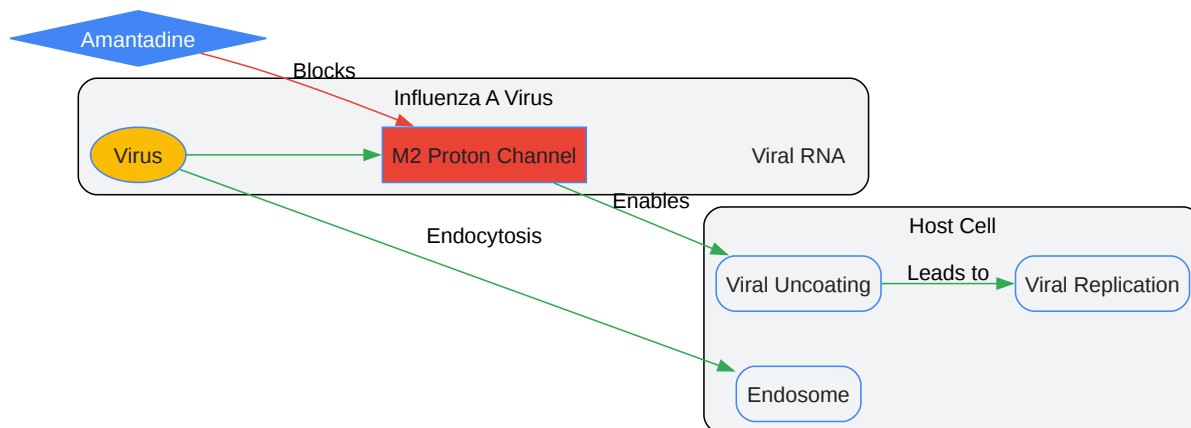 Amantadine
Blocks
Influenza A Virus
Virus
M2 Proton Channel
Viral RNA
Enables
Endocytosis
Host Cell
Viral Uncoating
Leads to
Viral Replication
Endosome